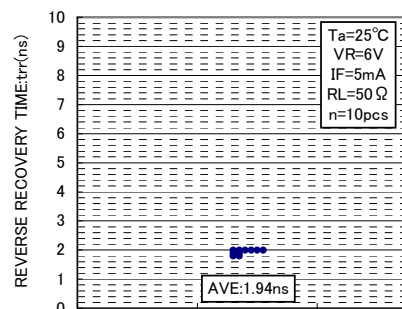 REVERSE RECOVERY TIME:trr(ns)
10
9
8
7
6
5
4
3
2
1
0
Ta=25℃
VR=6V
IF=5mA
RL=50Ω
n=10pcs
AVE:1.94ns